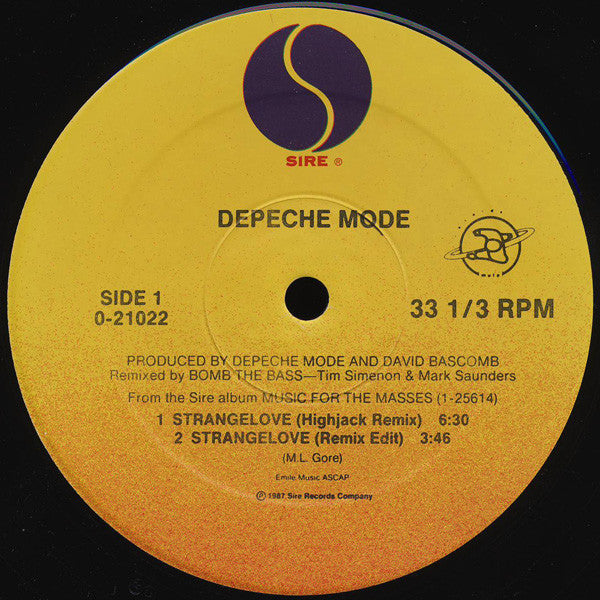 SIRE ®
DEPECHE MODE
SIDE 1
0-21022
33 1/3 RPM
PRODUCED BY DEPECHE MODE AND DAVID BASCOMB
Remixed by BOMB THE BASS—Tim Simenon & Mark Saunders
From the Sire album MUSIC FOR THE MASSES (1-25614)
1 STRANGELOVE (Highjack Remix) 6:30
2 STRANGELOVE (Remix Edit) 3:46
(M.L. Gore)
Emile Music ASCAP
℗ 1987 Sire Records Company